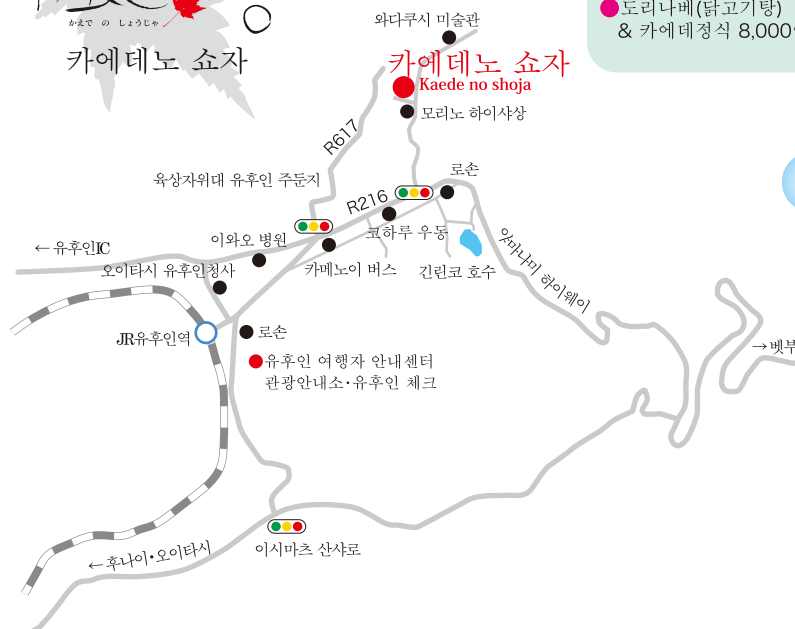 かえで の しょうじゃ
카에데노 쇼자
도리나베(닭고기탕)
& 카에데정식 8,000
와다쿠시 미술관
카에데노 쇼자
Kaede no shoja
모리노 하이샤상
R617
육상자위대 유후인 주둔지
로손
R216
코하루 우동
이와오 병원
← 유후인IC
오이타시 유후인청사
카메노이 버스
긴린코 호수
앗마나미 하이웨이
JR유후인역
로손
→벳부
유후인 여행자 안내센터
관광안내소·유후인 체크
이시마츠 산샤로
←후나이·오이타시